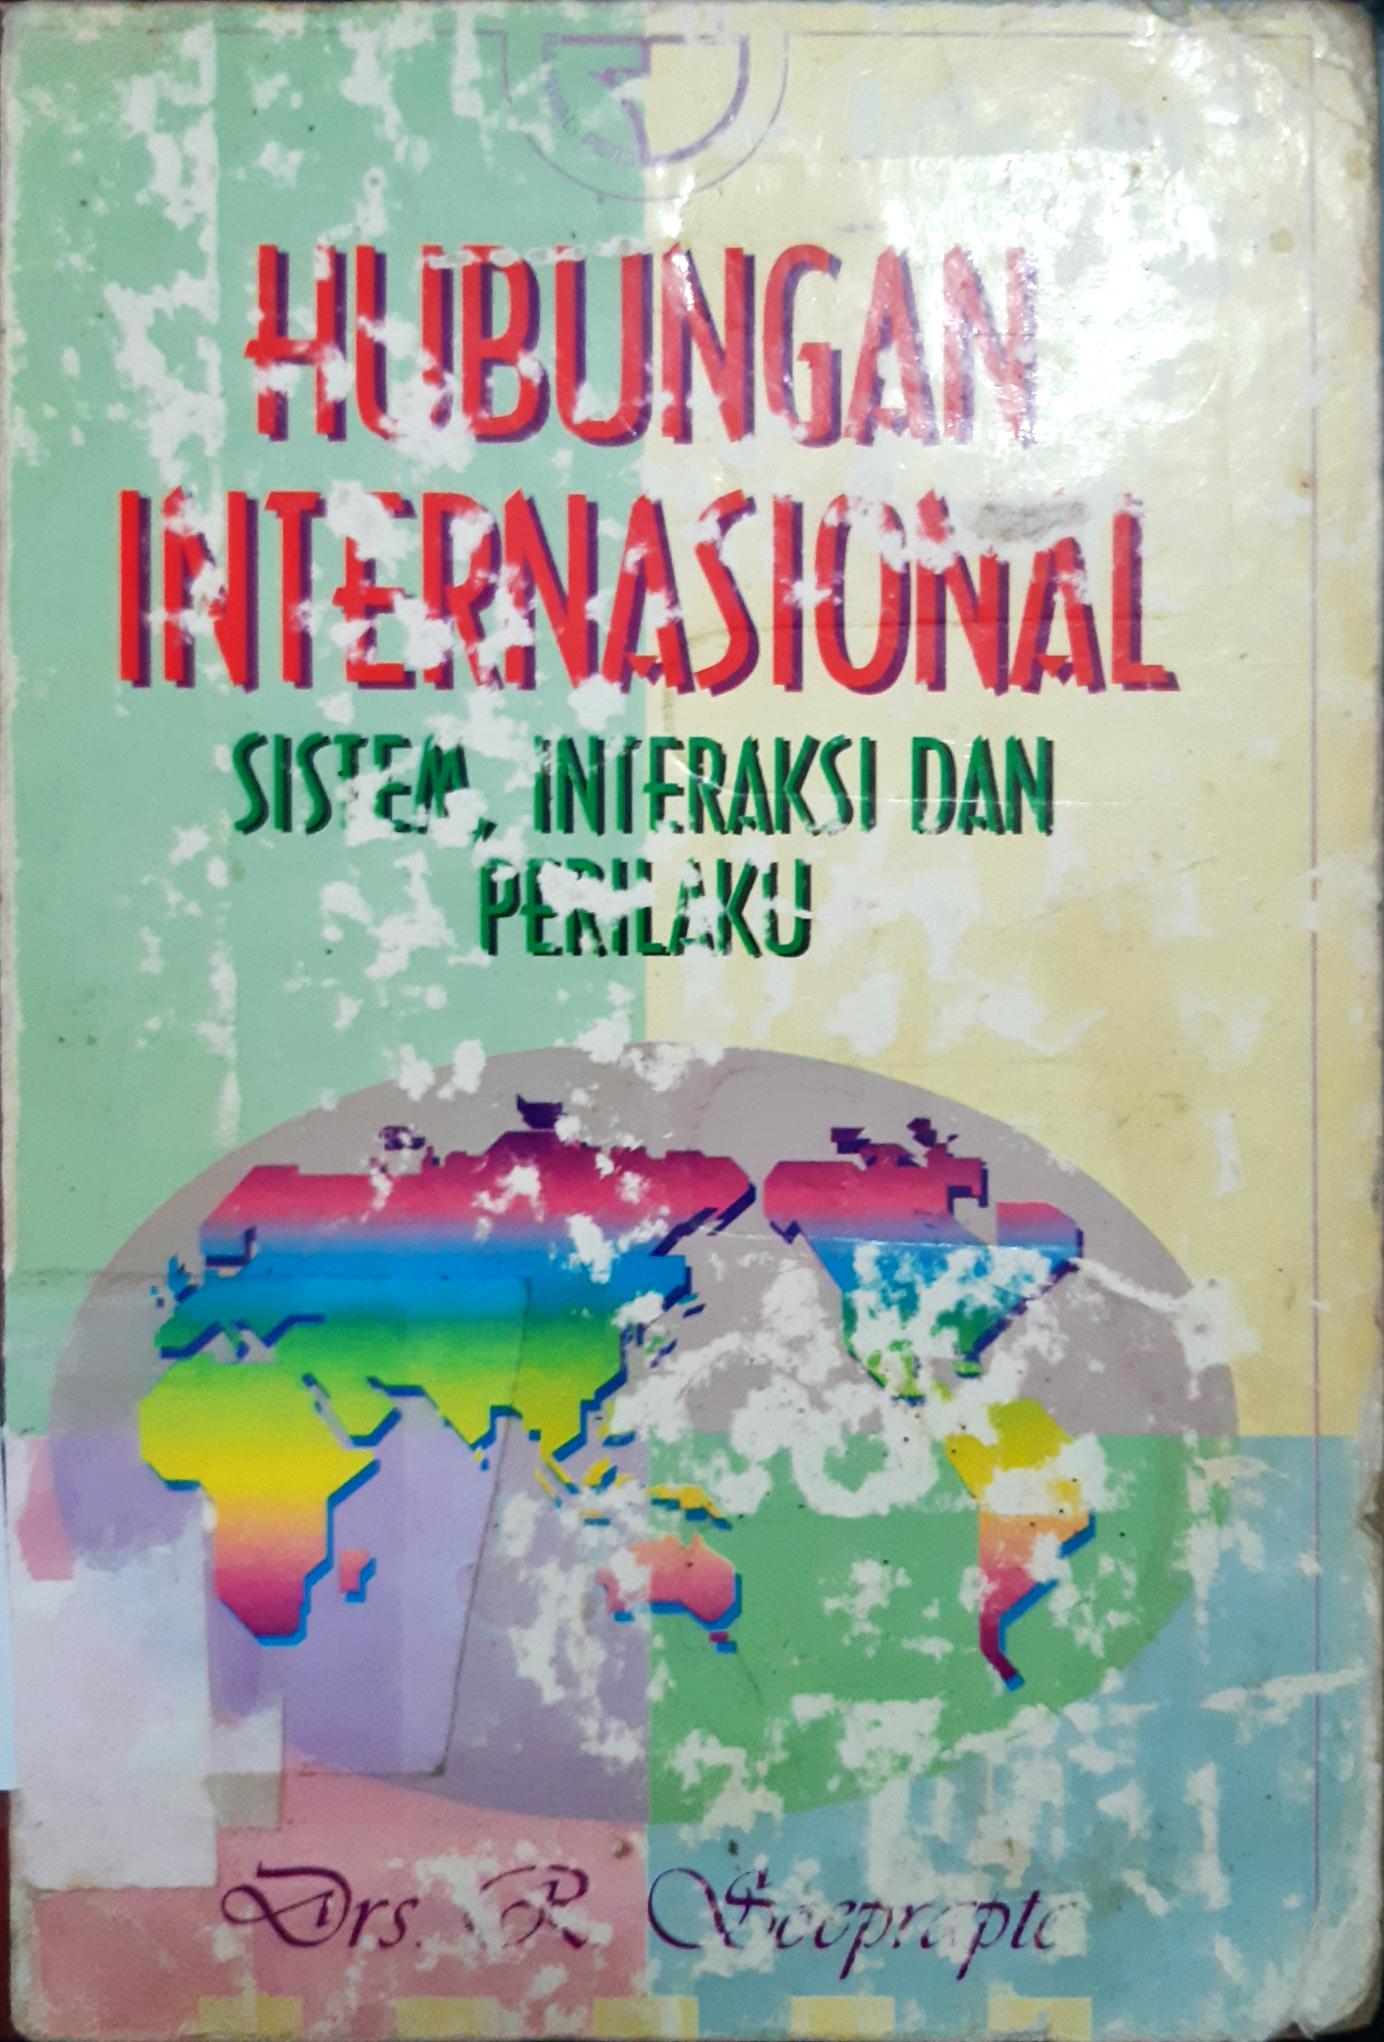 HUBUNGAN
INTERNASIONAL
SISTEM, INTERAKSI DAN
PERILAKU
Drs. R. Soeprapto